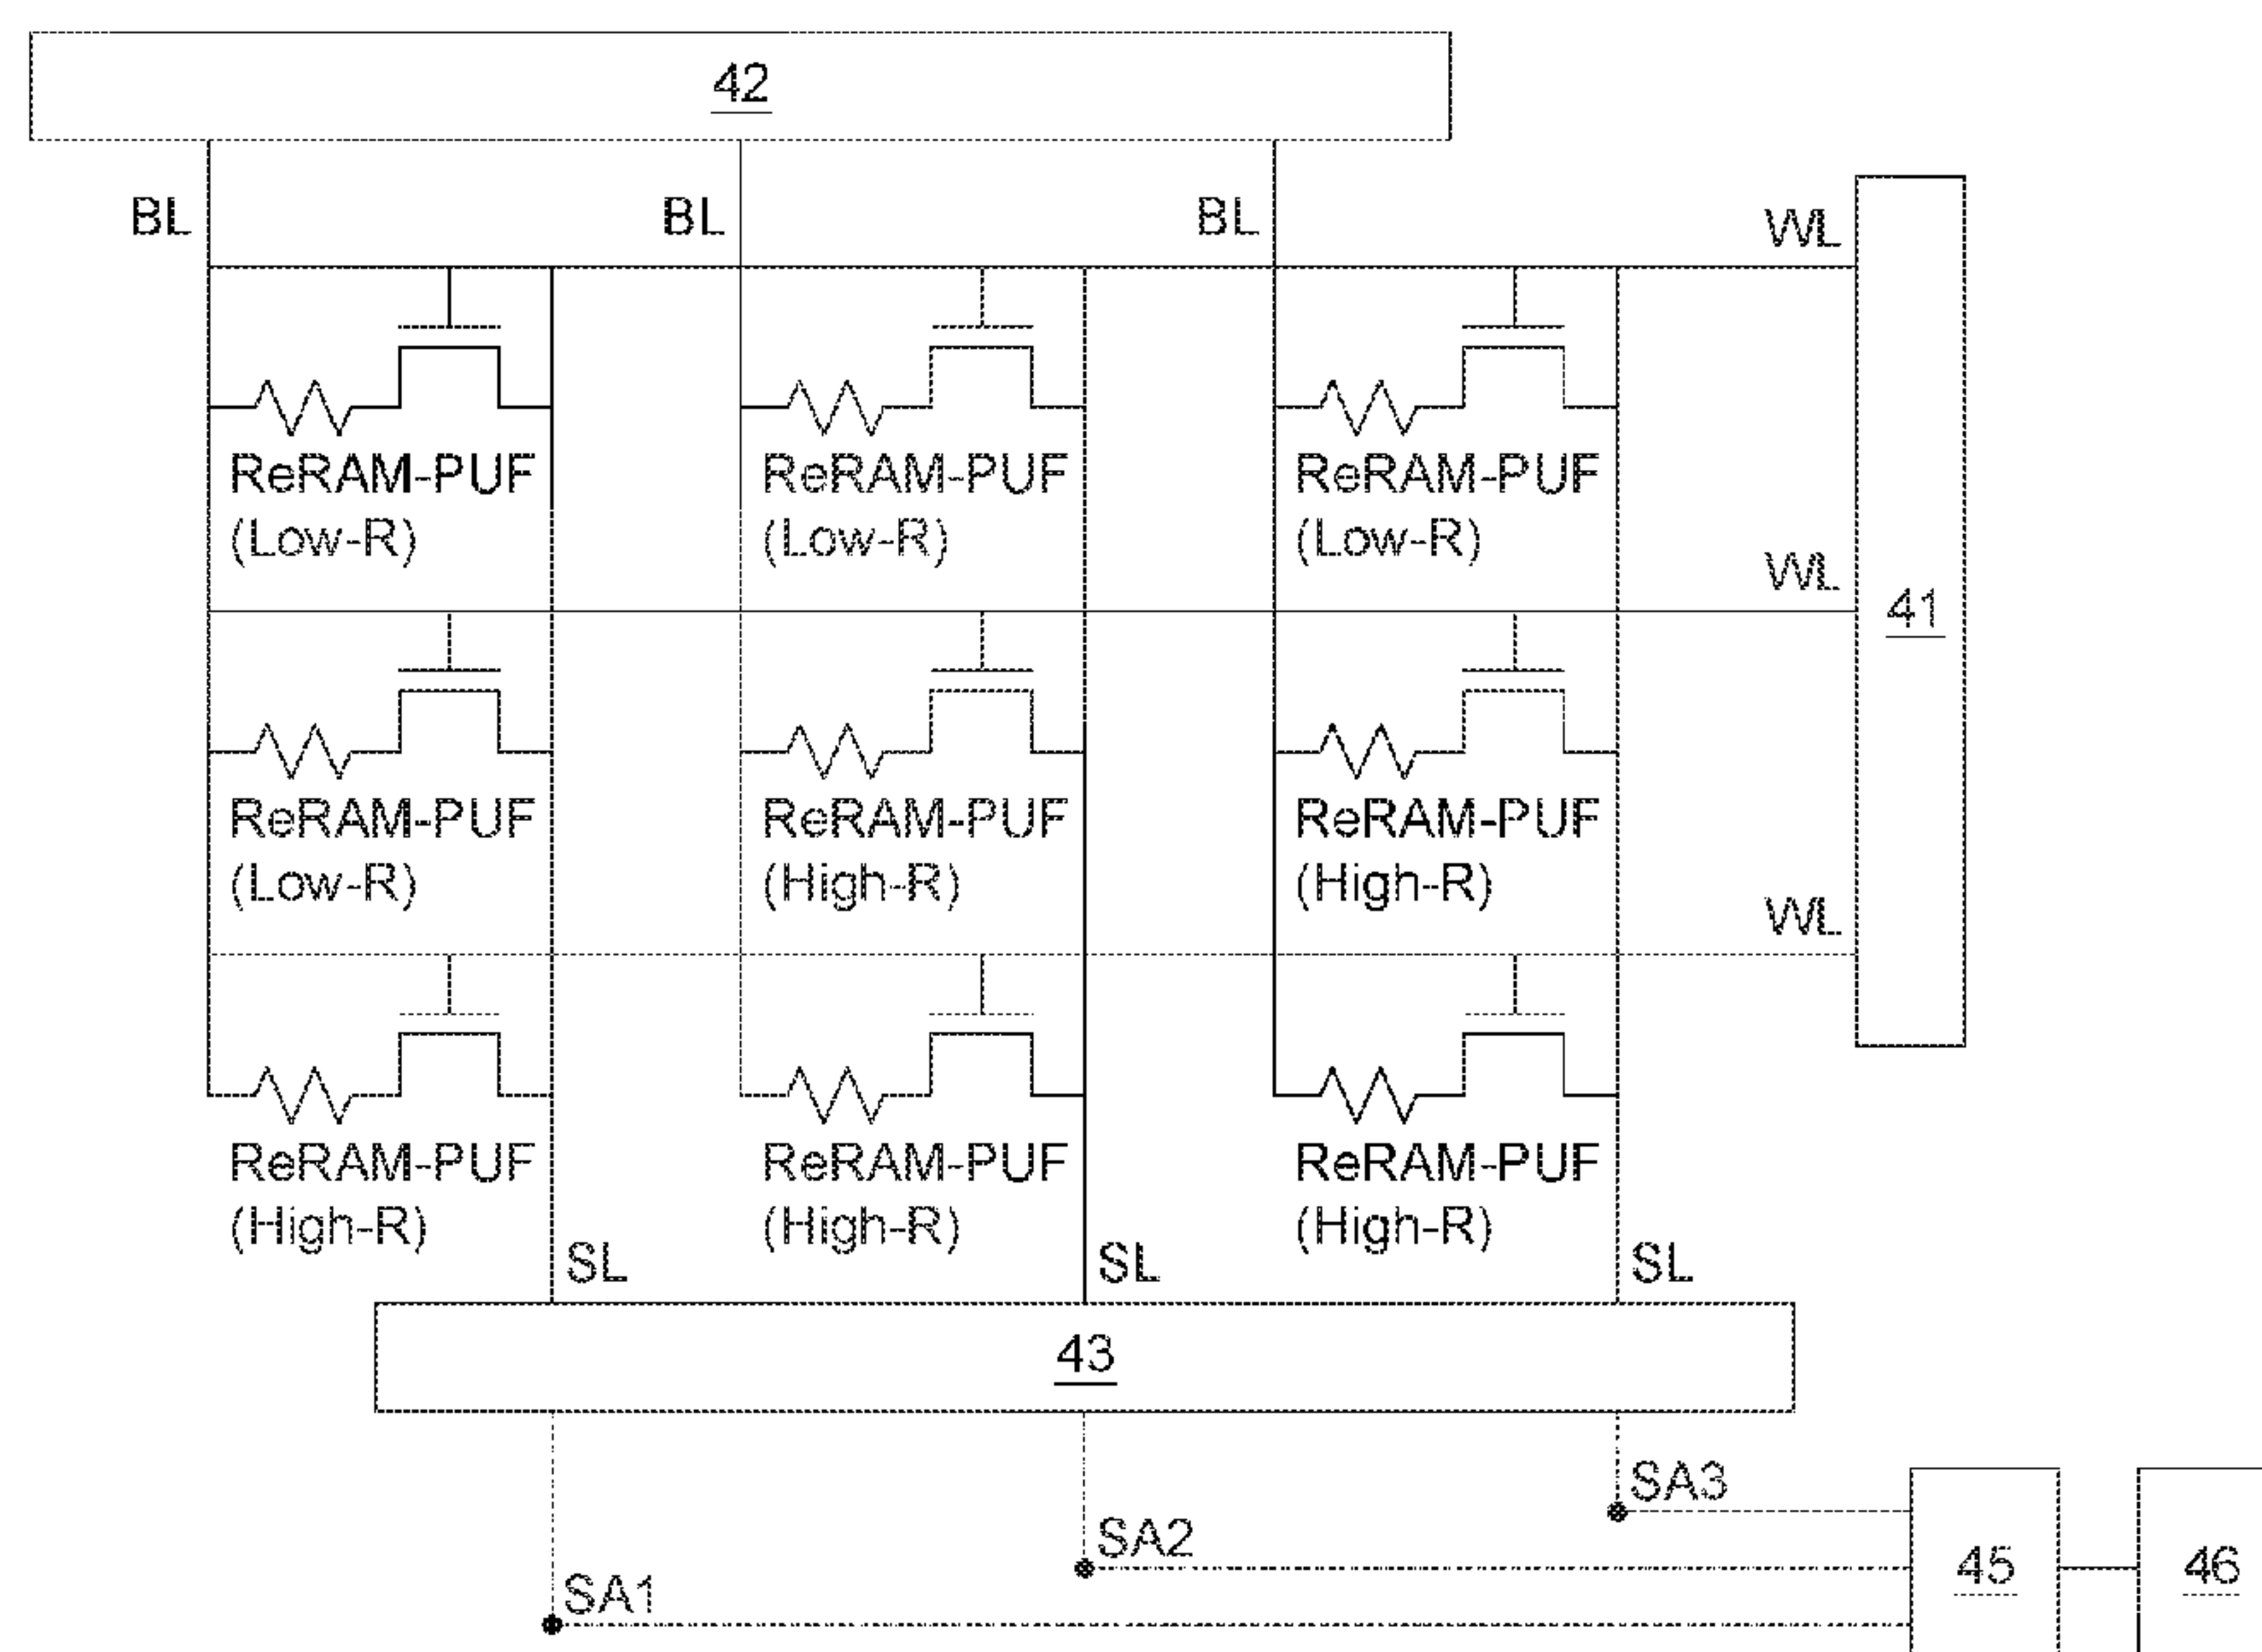 42
BL BL BL WL
ReRAM-PUF ReRAM-PUF ReRAM-PUF
(Low-R) (Low-R) (Low-R)
WL
41
ReRAM-PUF ReRAM-PUF ReRAM-PUF
(Low-R) (High-R) (High-R)
WL
ReRAM-PUF ReRAM-PUF ReRAM-PUF
(High-R) (High-R) (High-R)
SL SL SL
43
SA3
SA2
45 46
SA1